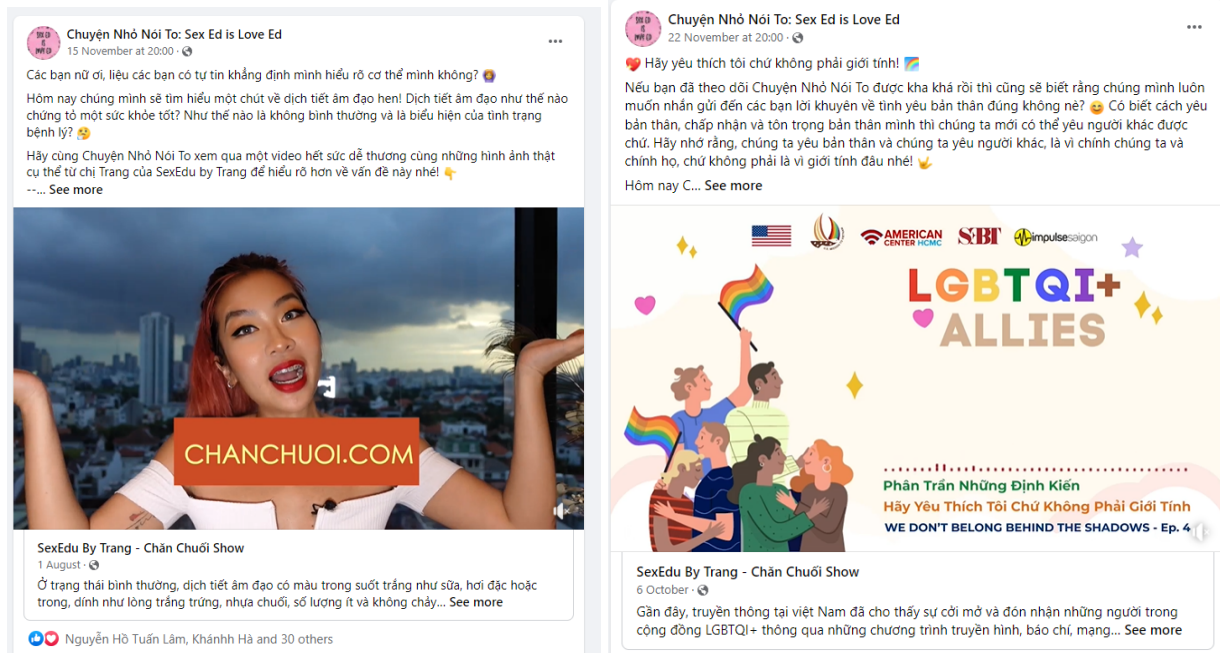 Chuyện Nhỏ Nói To: Sex Ed is Love Ed
15 November at 20:00 ·
Các bạn nữ ơi, liệu các bạn có tự tin khẳng định mình hiểu rõ cơ thể mình không? 🙆‍♀️
Hôm nay chúng mình sẽ tìm hiểu một chút về dịch tiết âm đạo hen! Dịch tiết âm đạo như thế nào
chứng tỏ một sức khỏe tốt? Như thế nào là không bình thường và là biểu hiện của tình trạng
bệnh lý? 🤔
Hãy cùng Chuyện Nhỏ Nói To xem qua một video hết sức dễ thương cùng những hình ảnh thật
cụ thể từ chị Trang của SexEdu by Trang để hiểu rõ hơn về vấn đề này nhé! 👇
--... See more
CHANCHUOI.COM
SexEdu By Trang - Chăn Chuối Show
1 August ·
Ở trạng thái bình thường, dịch tiết âm đạo có màu trong suốt trắng như sữa, hơi đặc hoặc
trong, dính như lòng trắng trứng, nhựa chuối, số lượng ít và không chảy... See more
Nguyễn Hồ Tuấn Lâm, Khánhh Hà and 30 others
Chuyện Nhỏ Nói To: Sex Ed is Love Ed
22 November at 20:00 ·
💖 Hãy yêu thích tôi chứ không phải giới tính! 🌈
Nếu bạn đã theo dõi Chuyện Nhỏ Nói To được kha khá rồi thì cũng sẽ biết rằng chúng mình luôn
muốn nhắn gửi đến các bạn lời khuyên về tình yêu bản thân đúng không nè? 😊 Có biết cách yêu
bản thân, chấp nhận và tôn trọng bản thân mình thì chúng ta mới có thể yêu người khác được
chứ. Hãy nhớ rằng, chúng ta yêu bản thân và chúng ta yêu người khác, là vì chính chúng ta và
chính họ, chứ không phải là vì giới tính đâu nhé! 🤟
Hôm nay C... See more
AMERICAN
CENTER HCMC
SEBT
impulsesaigon
LGBTQI+
ALLIES
Phân Trần Những Định Kiến
Hãy Yêu Thích Tôi Chứ Không Phải Giới Tính
WE DON'T BELONG BEHIND THE SHADOWS - Ep. 4
SexEdu By Trang - Chăn Chuối Show
6 October ·
Gần đây, truyền thông tại việt Nam đã cho thấy sự cởi mở và đón nhận những người trong
cộng đồng LGBTQI+ thông qua những chương trình truyền hình, báo chí, mạng... See more